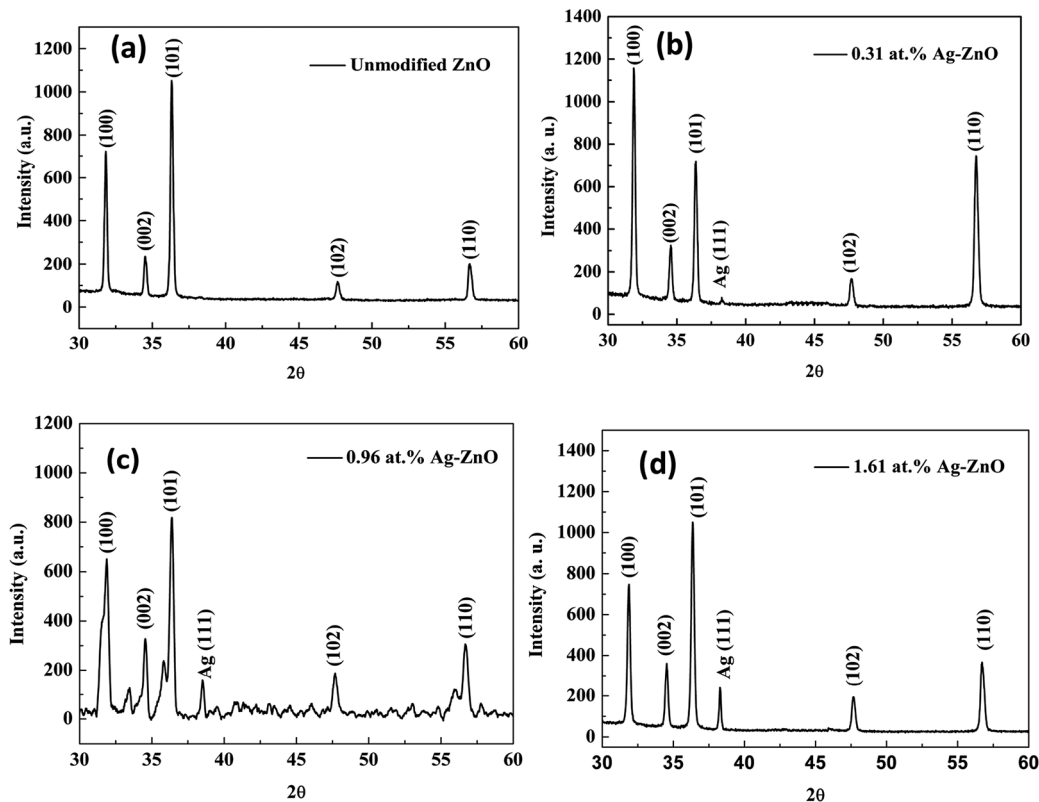 (a)
Unmodified ZnO
Intensity (a.u.)
1200
1000
800
600
400
200
0
(100)
(002)
(101)
(102)
(110)
30 35 40 45 50 55 60
2θ
(b)
0.31 at.% Ag-ZnO
Intensity (a. u.)
1400
1200
1000
800
600
400
200
0
(100)
(002)
(101)
Ag (111)
(102)
(110)
30 35 40 45 50 55 60
2θ
(c)
0.96 at.% Ag-ZnO
Intensity (a.u.)
1200
1000
800
600
400
200
0
(100)
(002)
(101)
Ag (111)
(102)
(110)
30 35 40 45 50 55 60
2θ
(d)
1.61 at.% Ag-ZnO
Intensity (a. u.)
1400
1200
1000
800
600
400
200
0
(100)
(002)
(101)
Ag (111)
(102)
(110)
30 35 40 45 50 55 60
2θ